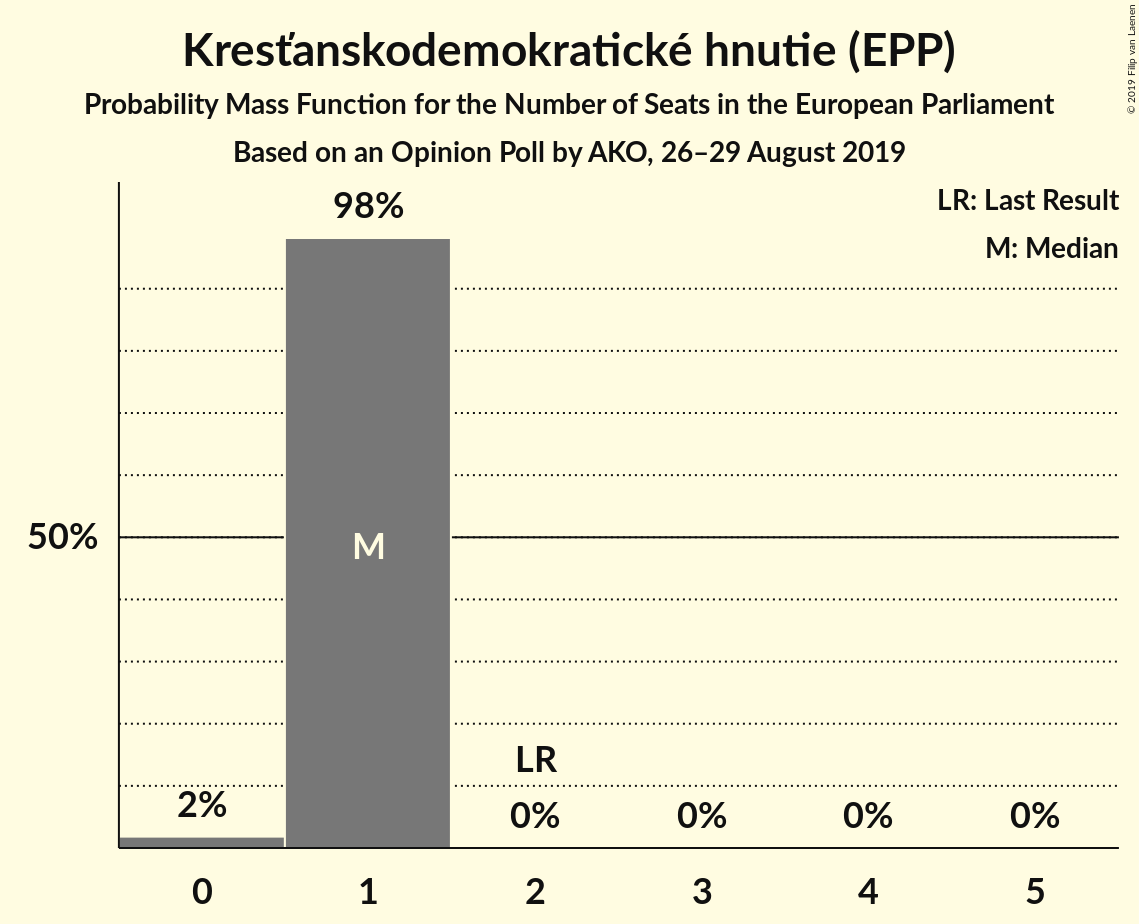 Kresťanskodemokratické hnutie (EPP)
Probability Mass Function for the Number of Seats in the European Parliament
Based on an Opinion Poll by AKO, 26–29 August 2019
© 2019 Filip van Laenen
LR: Last Result
M: Median
98%
50%
M
LR
2%
0%
0%
0%
0%
0
1
2
3
4
5